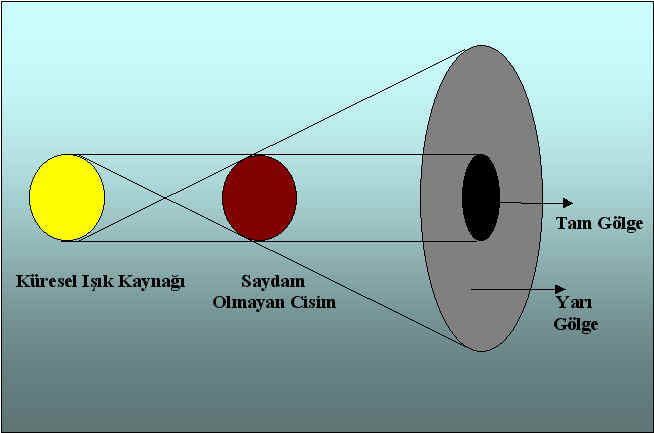 Küresel Işık Kaynağı
Saydam
Olmayan Cisim
Tam Gölge
Yarı
Gölge